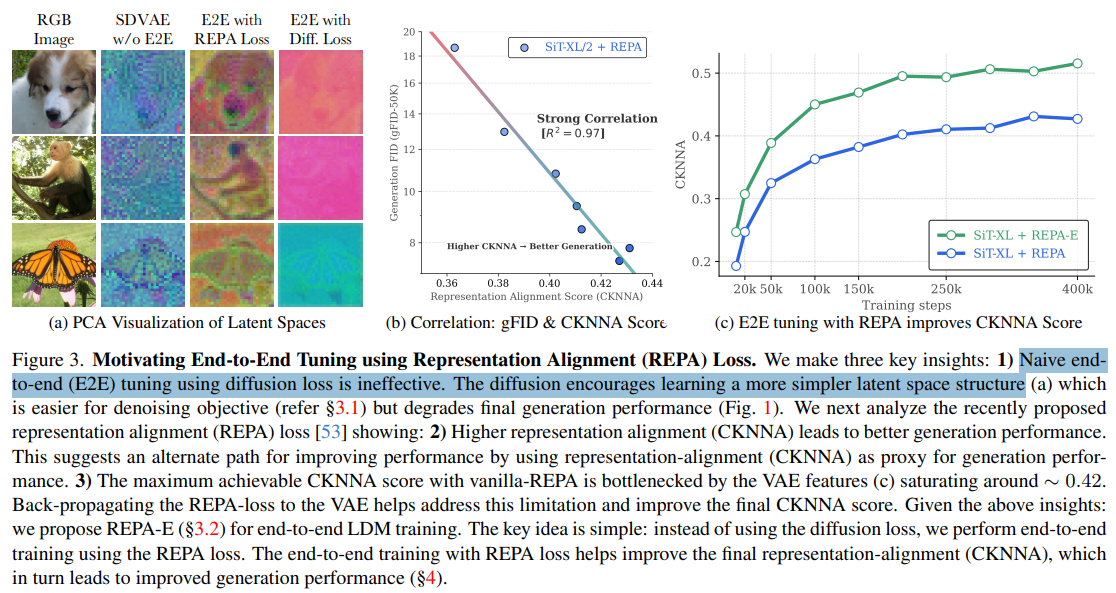 RGB
Image
SDVAE
w/o E2E
E2E with
REPA Loss
E2E with
Diff. Loss
(a) PCA Visualization of Latent Spaces
20
18
16
14
12
10
8
Generation FID (gFID-50K)
SiT-XL/2 + REPA
Strong Correlation
[R² = 0.97]
Higher CKNNA → Better Generation
0.36 0.38 0.40 0.42 0.44
Representation Alignment Score (CKNNA)
(b) Correlation: gFID & CKNNA Score
0.5
0.4
0.3
0.2
CKNNA
SiT-XL + REPA-E
SiT-XL + REPA
20k 50k 100k 150k 250k 400k
Training steps
(c) E2E tuning with REPA improves CKNNA Score
Figure 3. Motivating End-to-End Tuning using Representation Alignment (REPA) Loss. We make three key insights: 1) Naive end-
to-end (E2E) tuning using diffusion loss is ineffective. The diffusion encourages learning a more simpler latent space structure (a) which
is easier for denoising objective (refer §3.1) but degrades final generation performance (Fig. 1). We next analyze the recently proposed
representation alignment (REPA) loss [53] showing: 2) Higher representation alignment (CKNNA) leads to better generation performance.
This suggests an alternate path for improving performance by using representation-alignment (CKNNA) as proxy for generation perfor-
mance. 3) The maximum achievable CKNNA score with vanilla-REPA is bottlenecked by the VAE features (c) saturating around ∼ 0.42.
Back-propagating the REPA-loss to the VAE helps address this limitation and improve the final CKNNA score. Given the above insights:
we propose REPA-E (§3.2) for end-to-end LDM training. The key idea is simple: instead of using the diffusion loss, we perform end-to-end
training using the REPA loss. The end-to-end training with REPA loss helps improve the final representation-alignment (CKNNA), which
in turn leads to improved generation performance (§4).